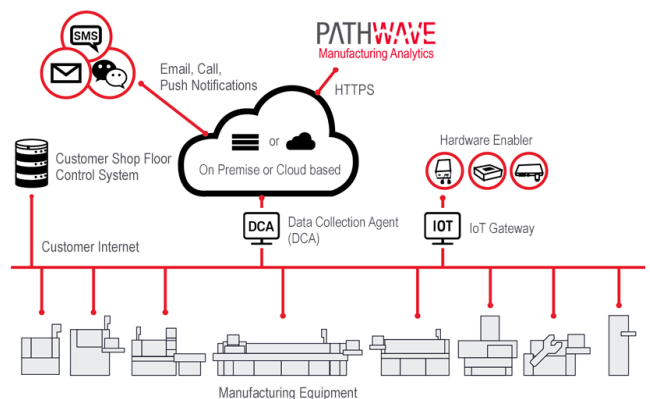 SMS
PATHWAVE
Manufacturing Analytics
Email, Call,
Push Notifications
HTTPS
or
On Premise or Cloud based
Customer Shop Floor
Control System
Hardware Enabler
DCA
Data Collection Agent
(DCA)
IOT
IoT Gateway
Customer Internet
Manufacturing Equipment